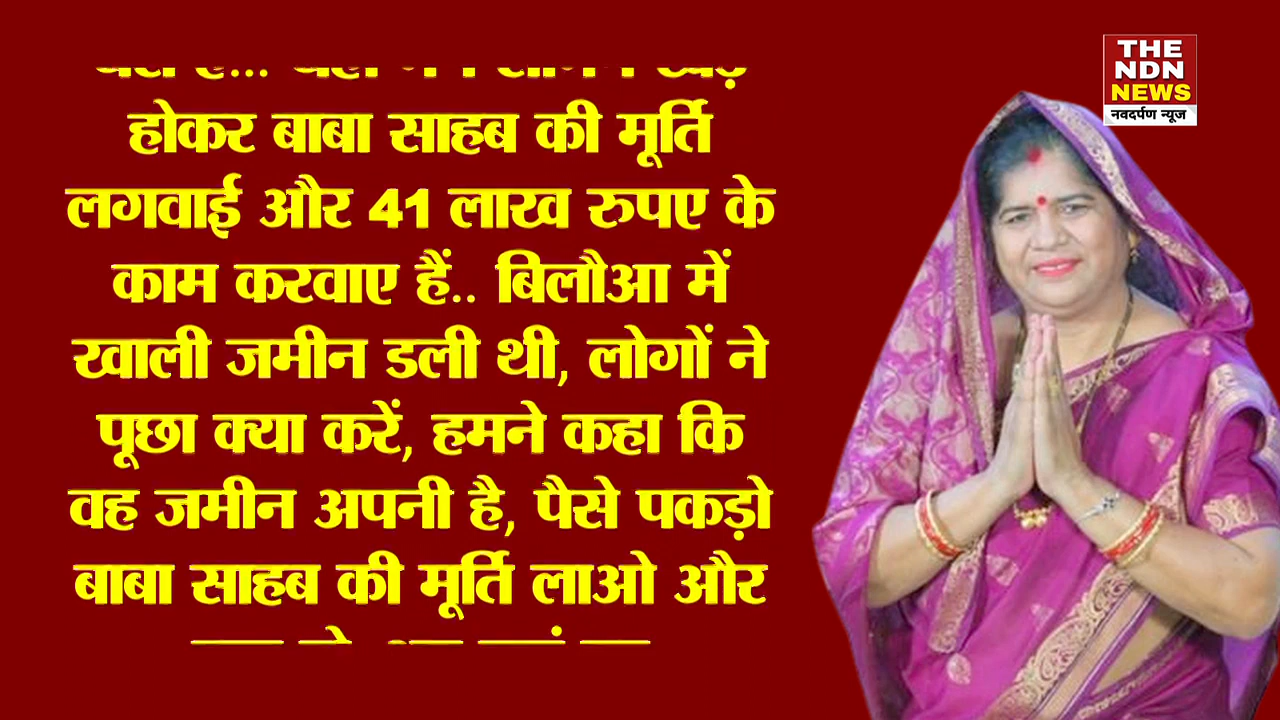 होकर बाबा साहब की मूर्ति
लगवाई और 41 लाख रुपए के
काम करवाए हैं.. बिलौआ में
खाली जमीन डली थी, लोगों ने
पूछा क्या करें, हमने कहा कि
वह जमीन अपनी है, पैसे पकड़ो
बाबा साहब की मूर्ति लाओ और
THE
NDN
NEWS
नवदर्पण न्यूज